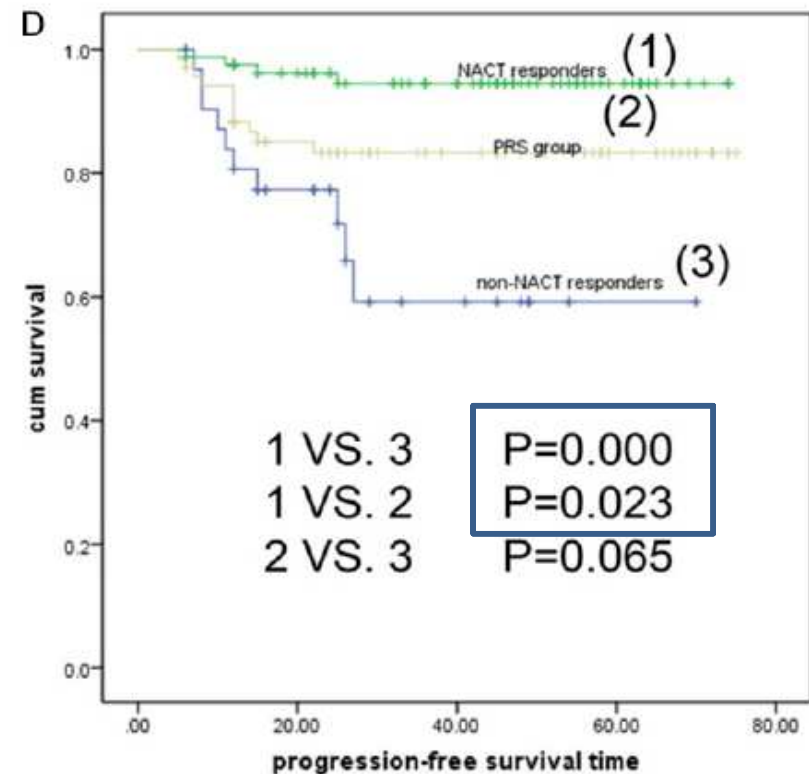 D
1.0
0.8
0.6
0.4
0.2
0.0
cum survival
NACT responders
(1)
(2)
PRS group
non-NACT responders
(3)
1 VS. 3 P=0.000
1 VS. 2 P=0.023
2 VS. 3 P=0.065
.00 20.00 40.00 60.00 80.00
progression-free survival time